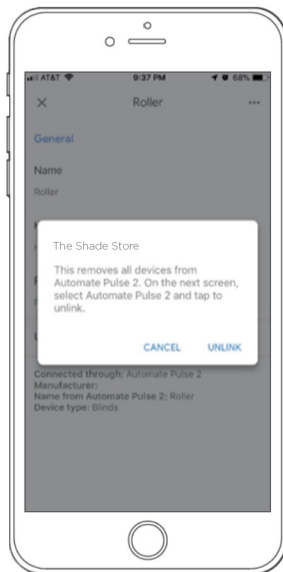 AT&T 9:37 PM 68%
Roller
General
Name
Roller
The Shade Store
This removes all devices from
Automate Pulse 2. On the next screen,
select Automate Pulse 2 and tap to
unlink.
CANCEL UNLINK
Connected through: Automate Pulse 2
Manufacturer:
Name from Automate Pulse 2: Roller
Device type: Blinds